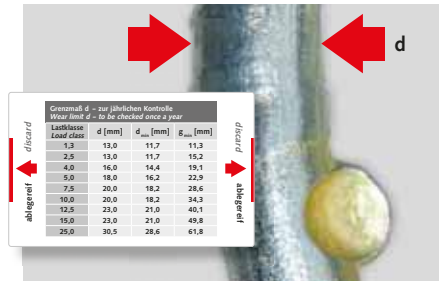 d
Grenzmaß d – zur jährlichen Kontrolle
Wear limit d – to be checked once a year
Lastklasse
Load class
d [mm] d min [mm] g min [mm]
1,3 13,0 11,7 11,3
2,5 13,0 11,7 15,2
4,0 16,0 14,4 19,1
5,0 18,0 16,2 22,9
7,5 20,0 18,2 28,6
10,0 20,0 18,2 34,3
12,5 23,0 21,0 40,1
15,0 23,0 21,0 49,8
25,0 30,5 28,6 61,8
discard
ablegereif
discard
ablegereif